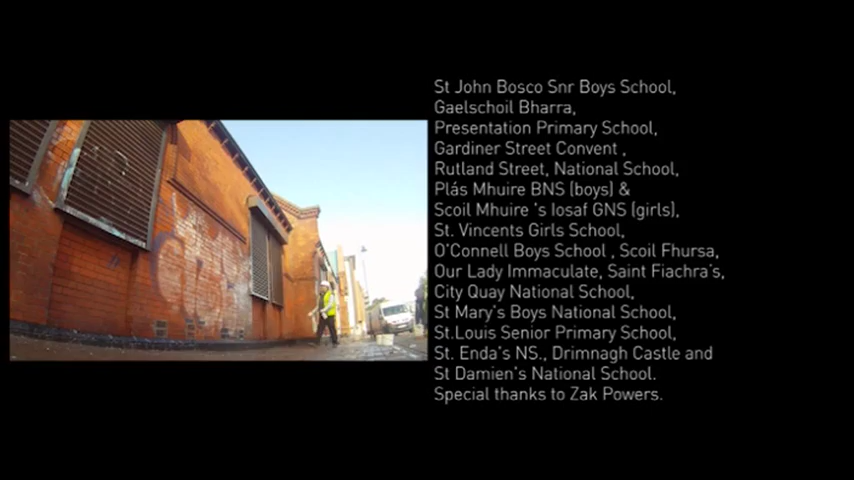 St John Bosco Snr Boys School,
Gaelschoil Bharra,
Presentation Primary School,
Gardiner Street Convent ,
Rutland Street, National School,
Plás Mhuire BNS (boys) &
Scoil Mhuire 's Iosaf GNS (girls),
St. Vincents Girls School,
O'Connell Boys School , Scoil Fhursa,
Our Lady Immaculate, Saint Fiachra's,
City Quay National School,
St Mary's Boys National School,
St.Louis Senior Primary School,
St. Enda's NS., Drimnagh Castle and
St Damien's National School.
Special thanks to Zak Powers.